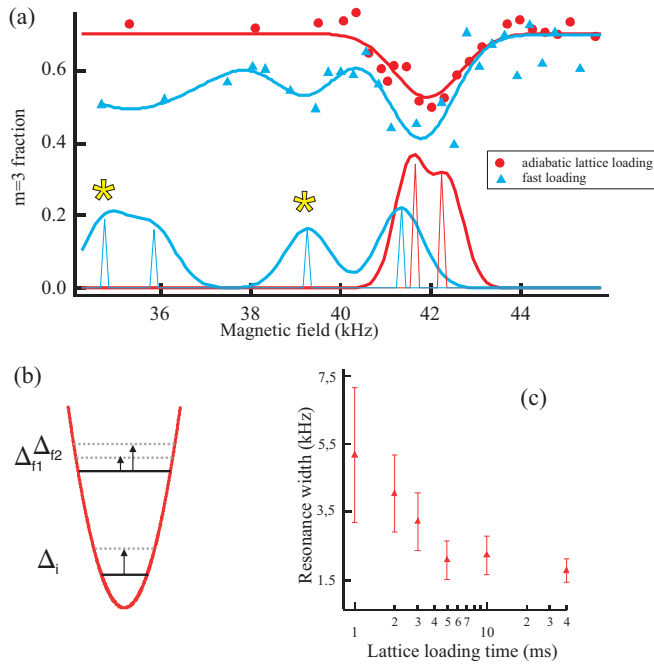 (a)
m=3 fraction
0.6
0.4
0.2
0.0
36
38
40
42
44
Magnetic field (kHz)
adiabatic lattice loading
fast loading
(b)
Δf1 Δf2
Δi
(c)
Resonance width (kHz)
7,5
5,5
3,5
1,5
1 2 3 4 5 6 7 10 2 3 4
Lattice loading time (ms)